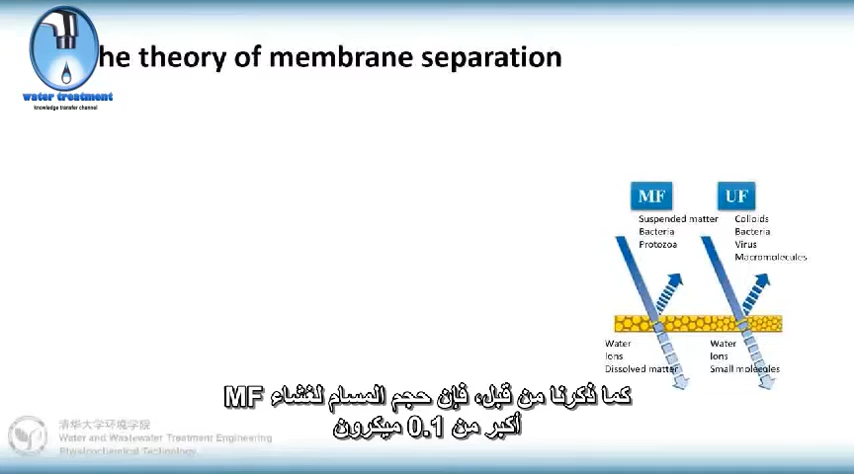 he theory of membrane separation
water treatment
knowledge transfer channel
MF
Suspended matter
Bacteria
Protozoa
UF
Colloids
Bacteria
Virus
Macromolecules
Water
Ions
Dissolved matter
Water
Ions
Small molecules
كما ذكرنا من قبل، فإن حجم المسام لغشاء MF
أكبر من 0.1 ميكرون
清华大学环境学院
Water and Wastewater Treatment Engineering
Physicochemical Technology